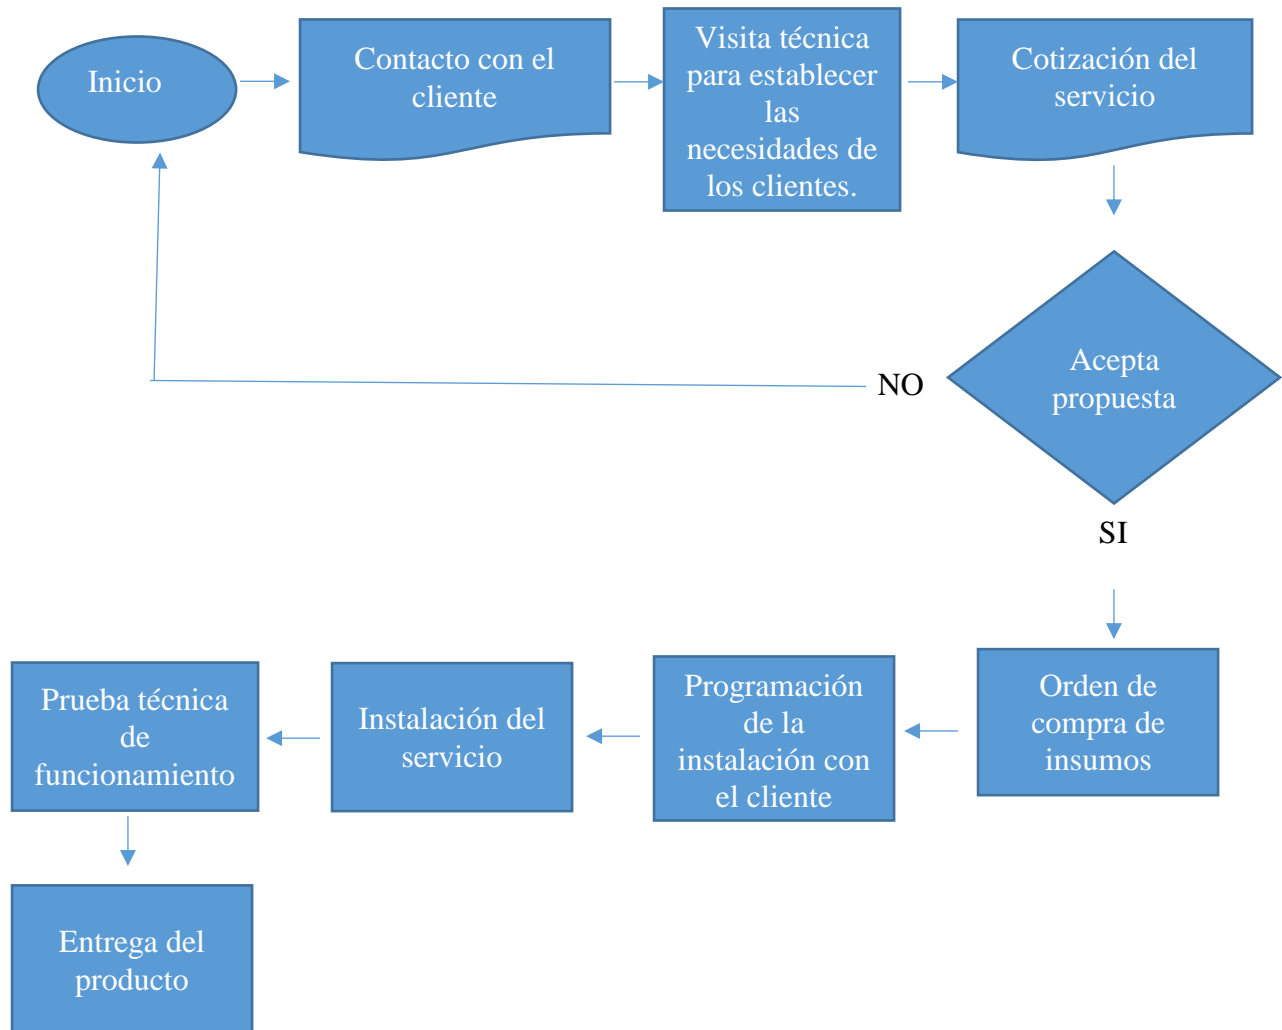 Inicio
Contacto con el
cliente
Visita técnica
para establecer
las
necesidades de
los clientes.
Cotización del
servicio
Acepta
propuesta
NO
SI
Orden de
compra de
insumos
Programación
de la
instalación con
el cliente
Instalación del
servicio
Prueba técnica
de
funcionamiento
Entrega del
producto